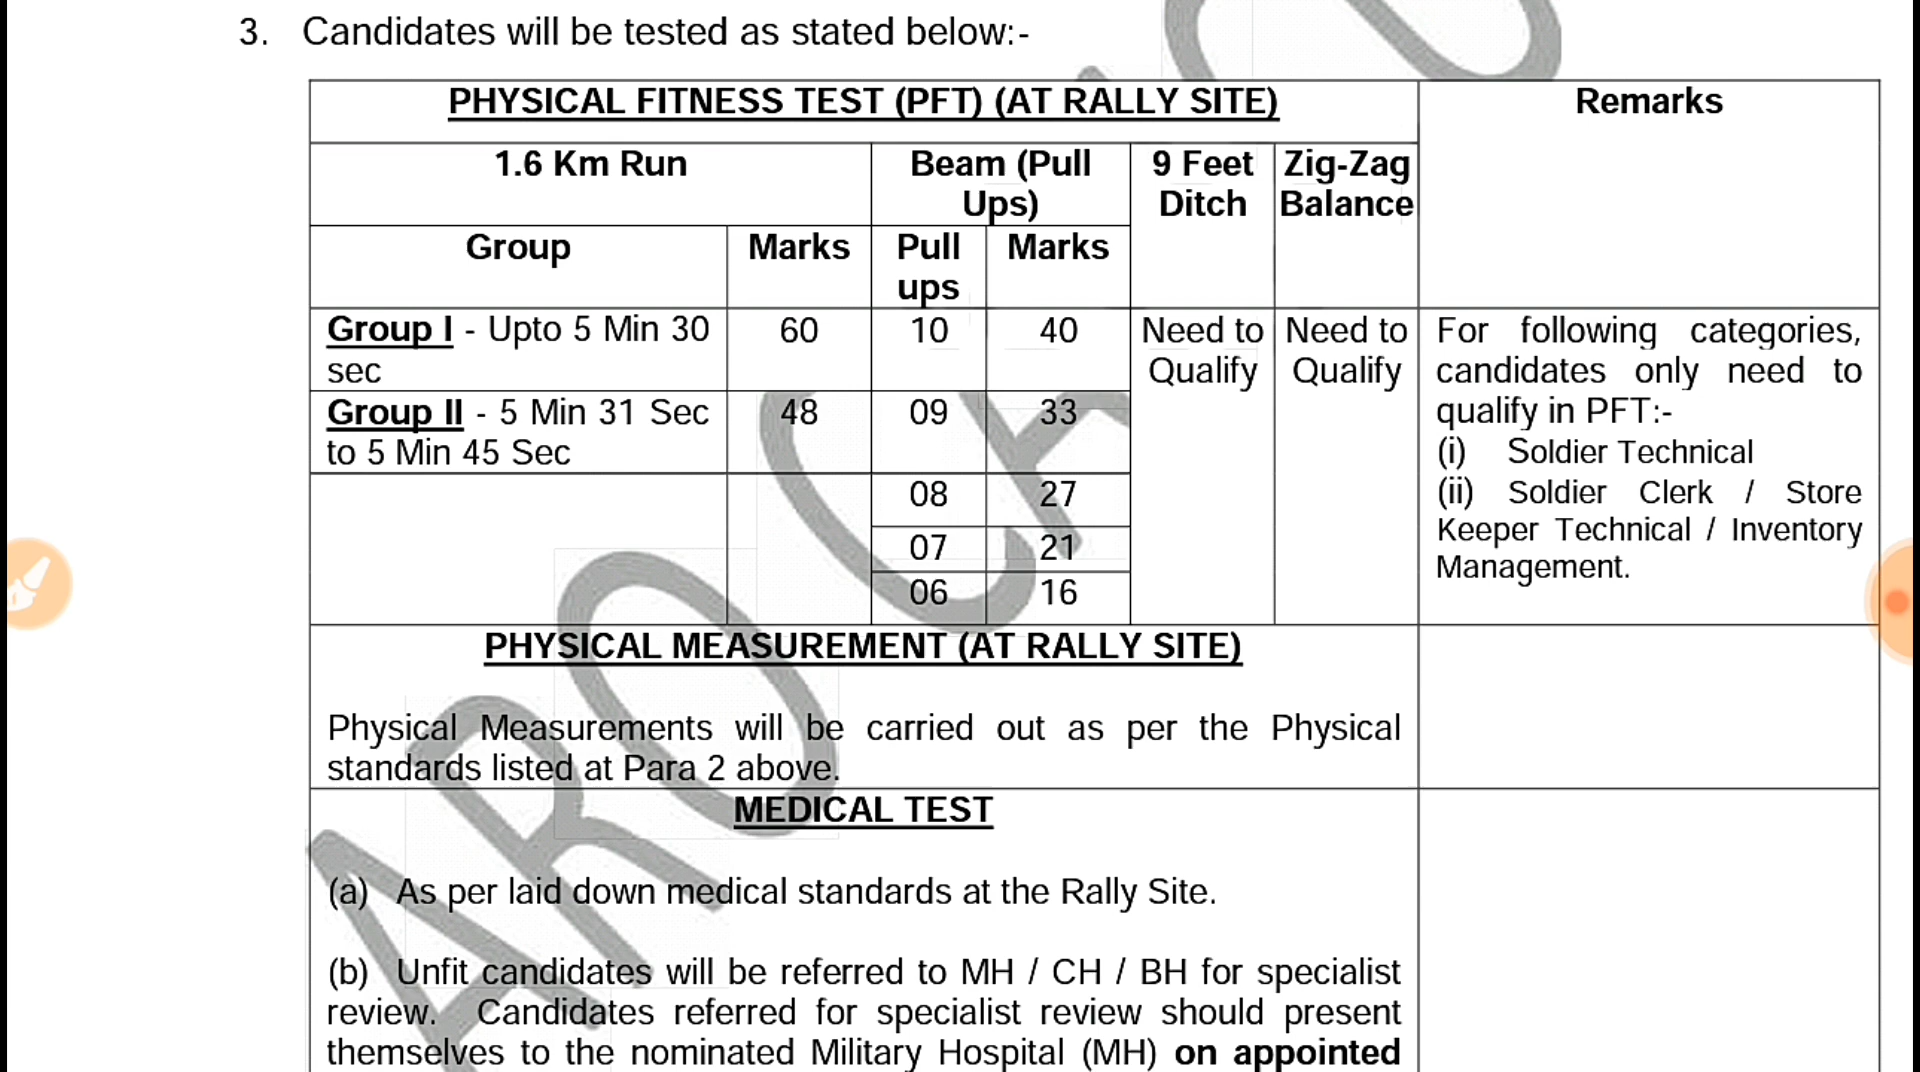 3. Candidates will be tested as stated below:-
PHYSICAL FITNESS TEST (PFT) (AT RALLY SITE)
Remarks
1.6 Km Run
Beam (Pull
Ups)
9 Feet
Ditch
Zig-Zag
Balance
Group
Marks
Pull
ups
Marks
Group I - Upto 5 Min 30
sec
60
10
40
Need to
Qualify
Need to
Qualify
For following categories,
candidates only need to
qualify in PFT:-
(i) Soldier Technical
(ii) Soldier Clerk / Store
Keeper Technical / Inventory
Management.
Group II - 5 Min 31 Sec
to 5 Min 45 Sec
48
09
33
08
27
07
21
06
16
PHYSICAL MEASUREMENT (AT RALLY SITE)
Physical Measurements will be carried out as per the Physical
standards listed at Para 2 above.
MEDICAL TEST
(a) As per laid down medical standards at the Rally Site.
(b) Unfit candidates will be referred to MH / CH / BH for specialist
review. Candidates referred for specialist review should present
themselves to the nominated Military Hospital (MH) on appointed
ARO